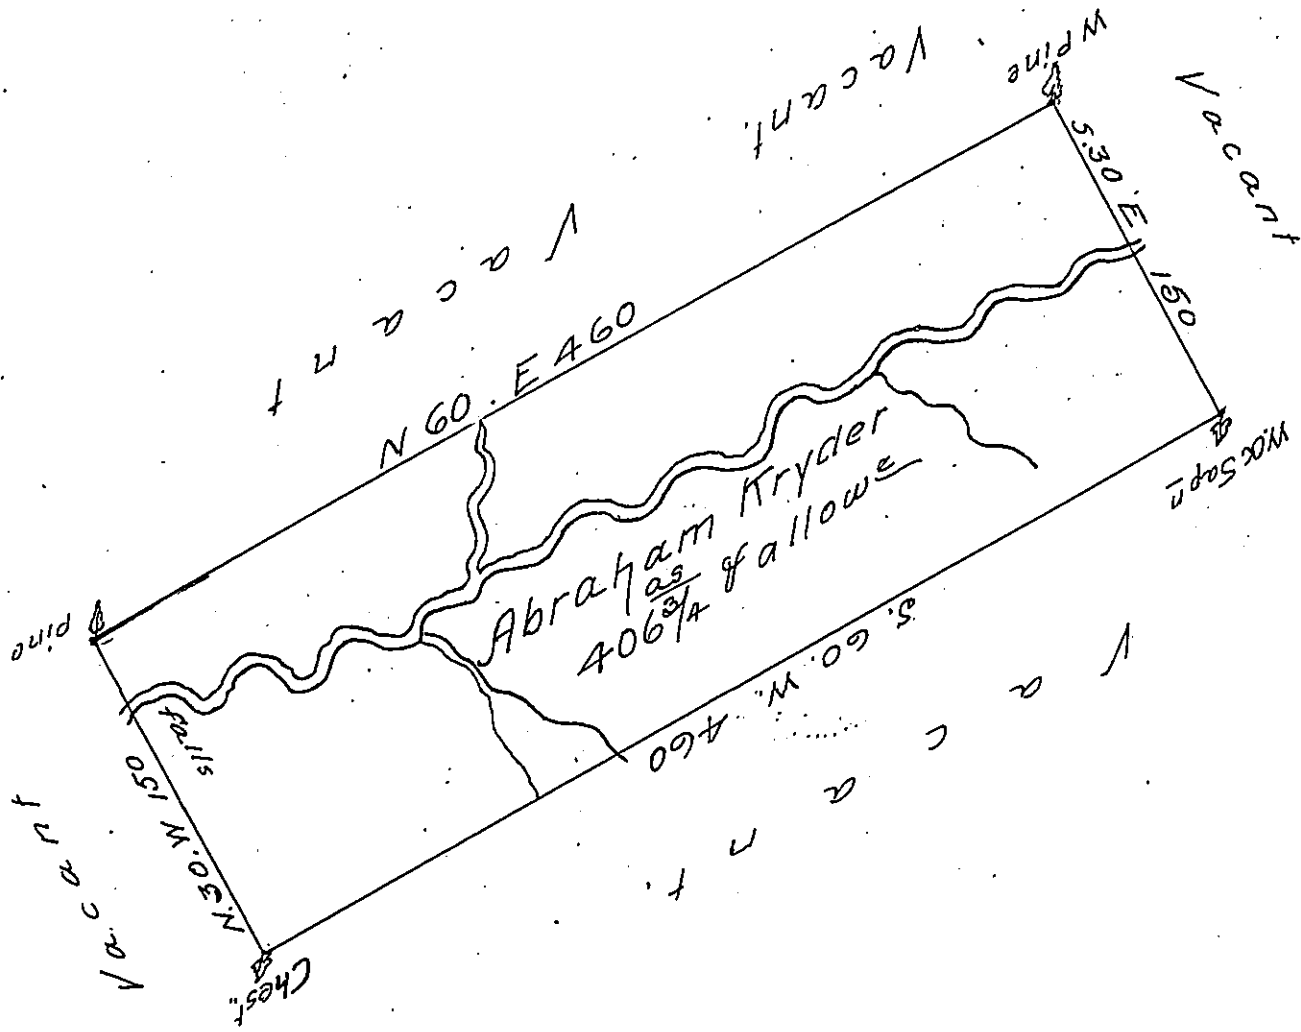 Vacant.
W Pine
Vacant
Vacant
S.30.E 150
N 60. E 460
Abraham Kryder
406 3/4 as & allowe
pine
falls
N.30.W 150
Vacant
S. 60. W. 460
Vacant.
Chest.